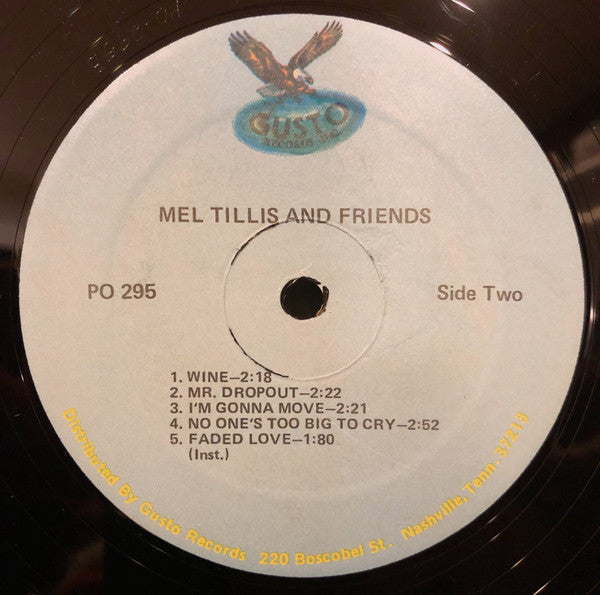 GUSTO
RECORDS
MEL TILLIS AND FRIENDS
PO 295
Side Two
1. WINE—2:18
2. MR. DROPOUT—2:22
3. I'M GONNA MOVE—2:21
4. NO ONE'S TOO BIG TO CRY—2:52
5. FADED LOVE—1:80
(Inst.)
Distributed By Gusto Records 220 Boscobel St. Nashville, Tenn. 37213